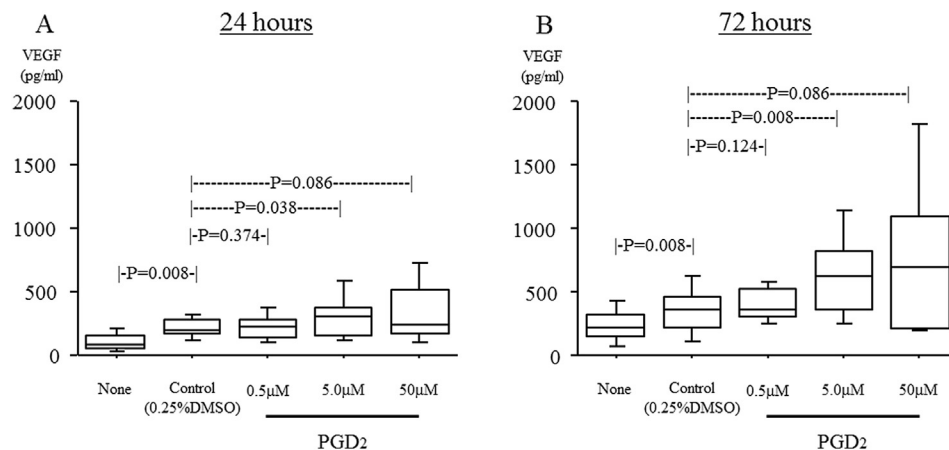 A
24 hours
VEGF
(pg/ml)
2000
1500
1000
500
0
|------------P=0.086------------|
|------P=0.038------|
|-P=0.374-|
|-P=0.008-|
None
Control
(0.25%DMSO)
0.5µM
5.0µM
50µM
PGD2
B
72 hours
VEGF
(pg/ml)
2000
1500
1000
500
0
|------------P=0.086------------|
|------P=0.008------|
|-P=0.124-|
|-P=0.008-|
None
Control
(0.25%DMSO)
0.5µM
5.0µM
50µM
PGD2